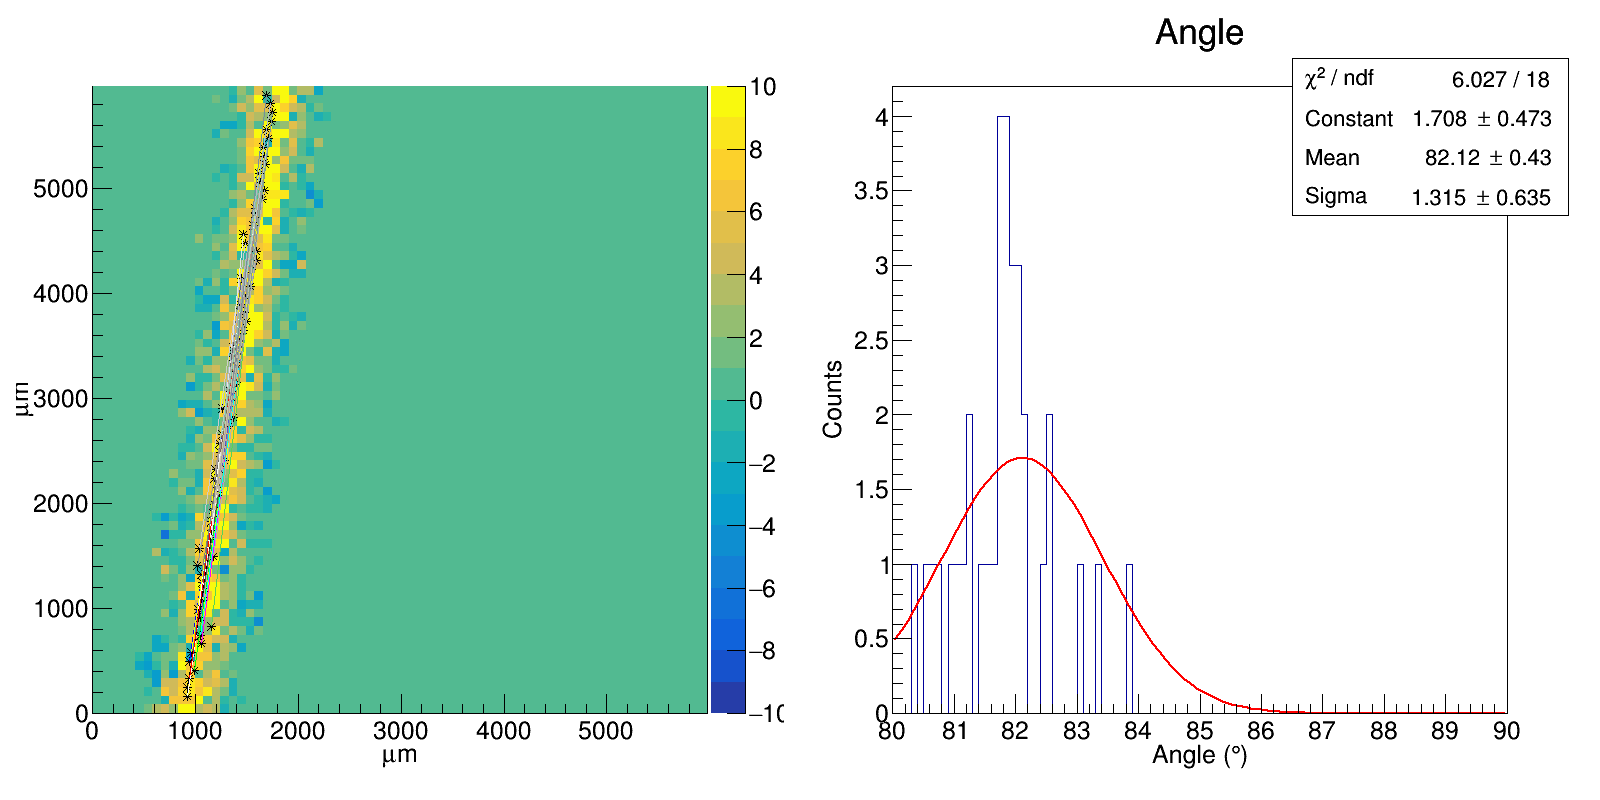 Angle
χ² / ndf 6.027 / 18
Constant 1.708 ± 0.473
Mean 82.12 ± 0.43
Sigma 1.315 ± 0.635
10
8
6
4
2
0
−2
−4
−6
−8
−10
5000
4000
3000
2000
1000
0
μm
0 1000 2000 3000 4000 5000
μm
4
3.5
3
2.5
2
1.5
1
0.5
0
Counts
80 81 82 83 84 85 86 87 88 89 90
Angle (°)